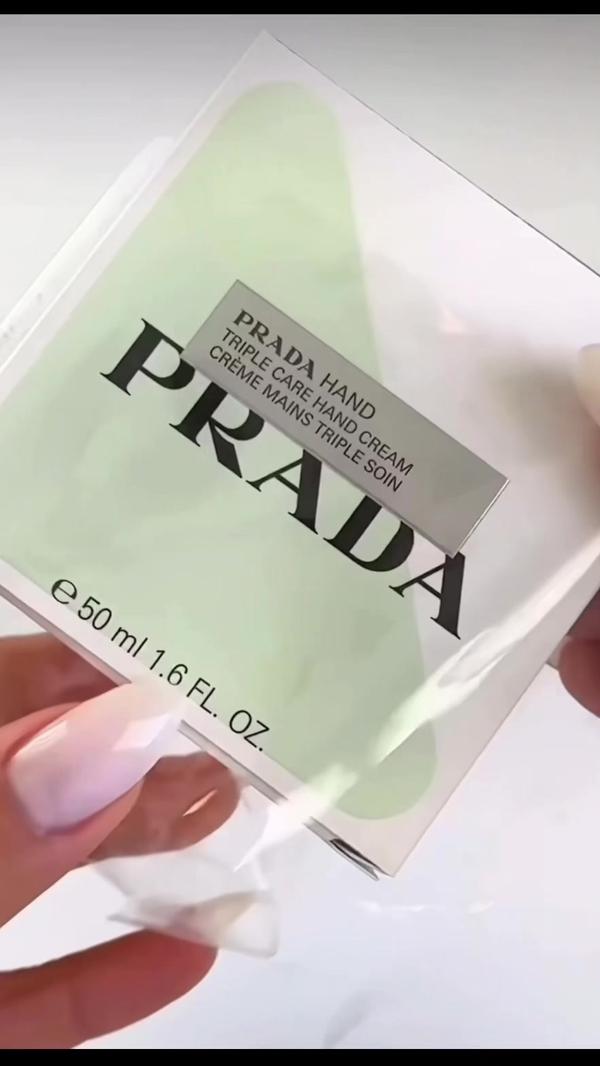 PRADA HAND
TRIPLE CARE HAND CREAM
CRÈME MAINS TRIPLE SOIN
PRADA
℮ 50 ml 1.6 FL. OZ.